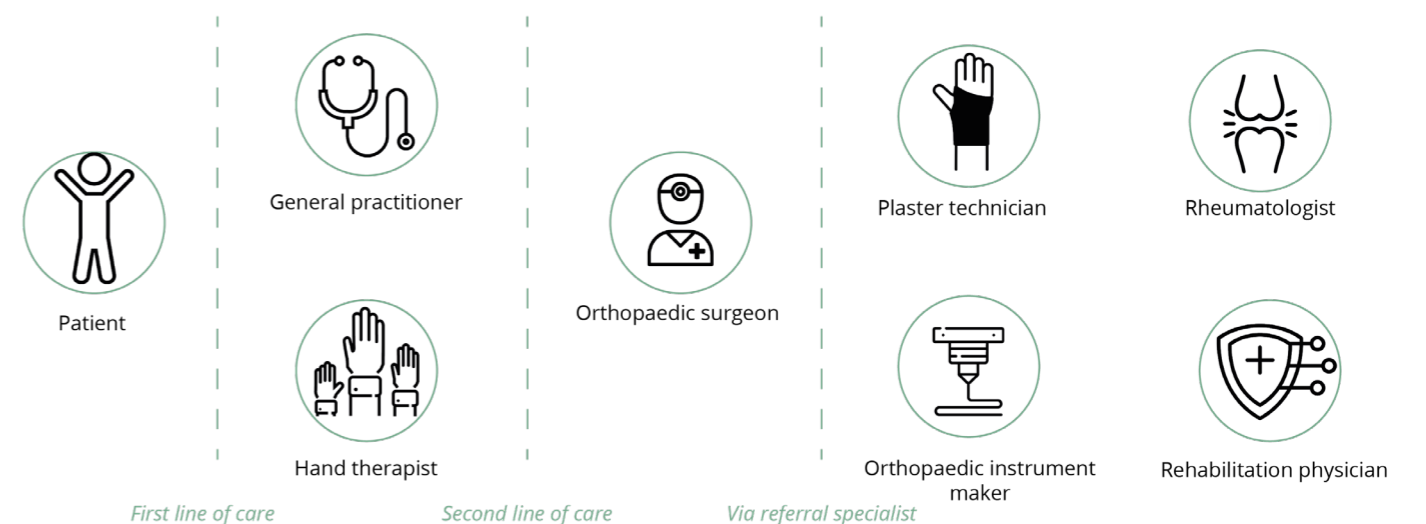 Patient
General practitioner
Hand therapist
Orthopaedic surgeon
Plaster technician
Rheumatologist
Orthopaedic instrument
maker
Rehabilitation physician
First line of care
Second line of care
Via referral specialist